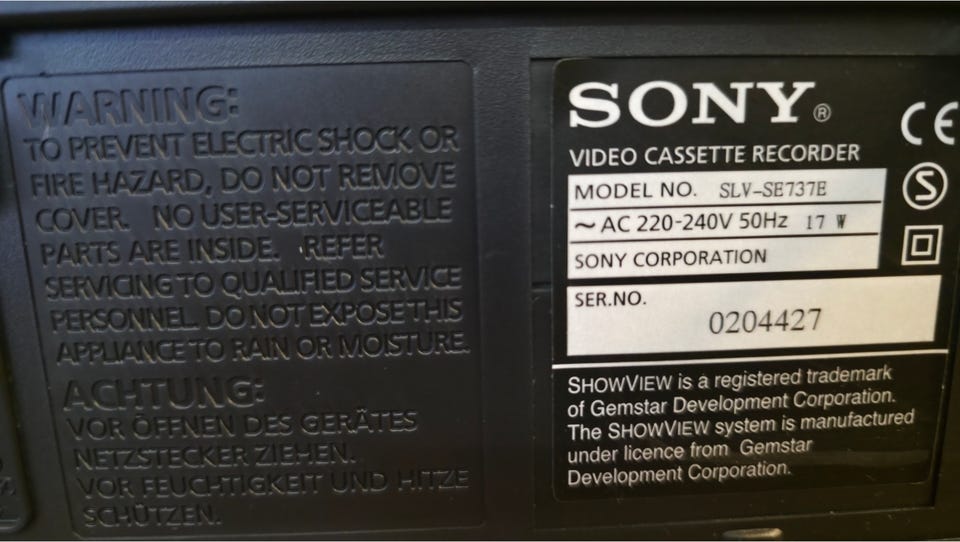 WARNING:
TO PREVENT ELECTRIC SHOCK OR
FIRE HAZARD, DO NOT REMOVE
COVER. NO USER-SERVICEABLE
PARTS ARE INSIDE. REFER
SERVICING TO QUALIFIED SERVICE
PERSONNEL. DO NOT EXPOSE THIS
APPLIANCE TO RAIN OR MOISTURE.
ACHTUNG:
VOR ÖFFNEN DES GERÄTES
NETZSTECKER ZIEHEN.
VOR FEUCHTIGKEIT UND HITZE
SCHÜTZEN.
SONY®
CE
VIDEO CASSETTE RECORDER
MODEL NO. SLV-SE737E
S
~ AC 220-240V 50Hz 17 W
SONY CORPORATION
SER.NO.
0204427
SHOWVIEW is a registered trademark
of Gemstar Development Corporation.
The SHOWVIEW system is manufactured
under licence from Gemstar
Development Corporation.